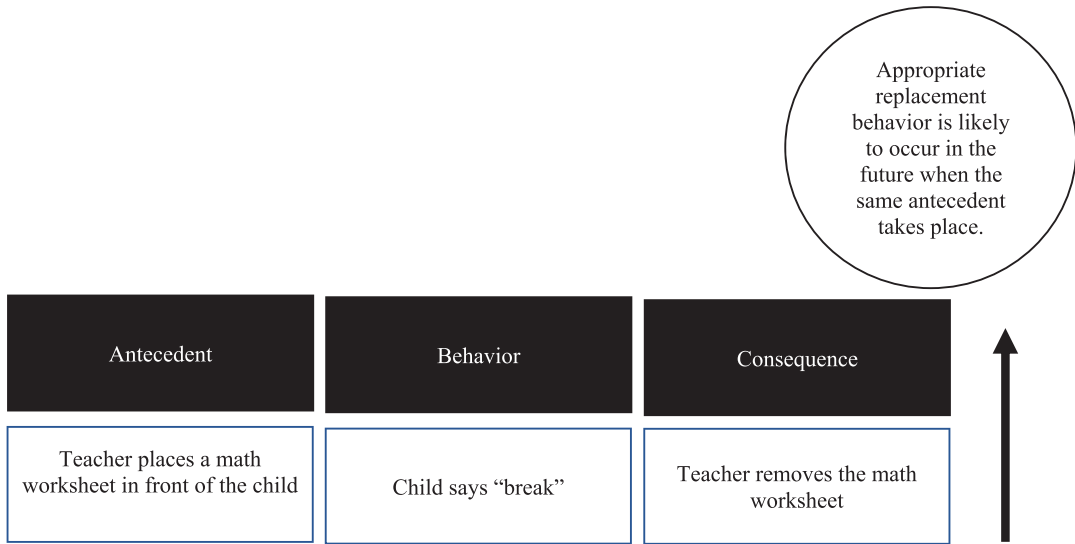 Appropriate
replacement
behavior is likely
to occur in the
future when the
same antecedent
takes place.
Antecedent
Behavior
Consequence
Teacher places a math
worksheet in front of the child
Child says “break”
Teacher removes the math
worksheet